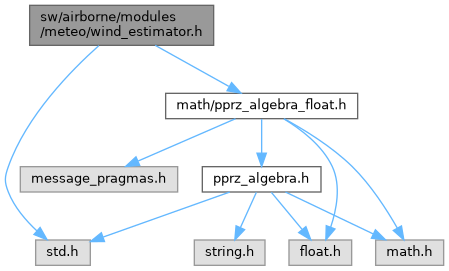 sw/airborne/modules
/meteo/wind_estimator.h
math/pprz_algebra_float.h
message_pragmas.h
pprz_algebra.h
std.h
string.h
float.h
math.h